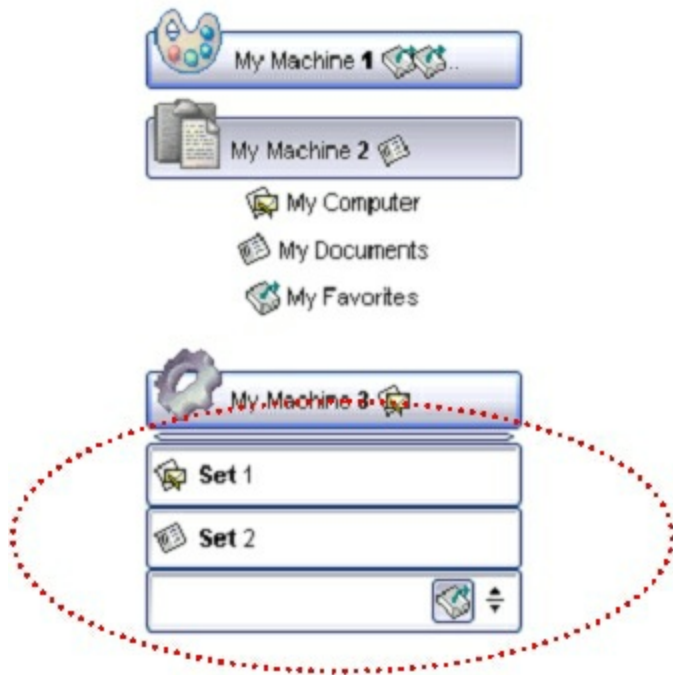 My Machine 1 ..
My Machine 2
My Computer
My Documents
My Favorites
My Machine 3
Set 1
Set 2